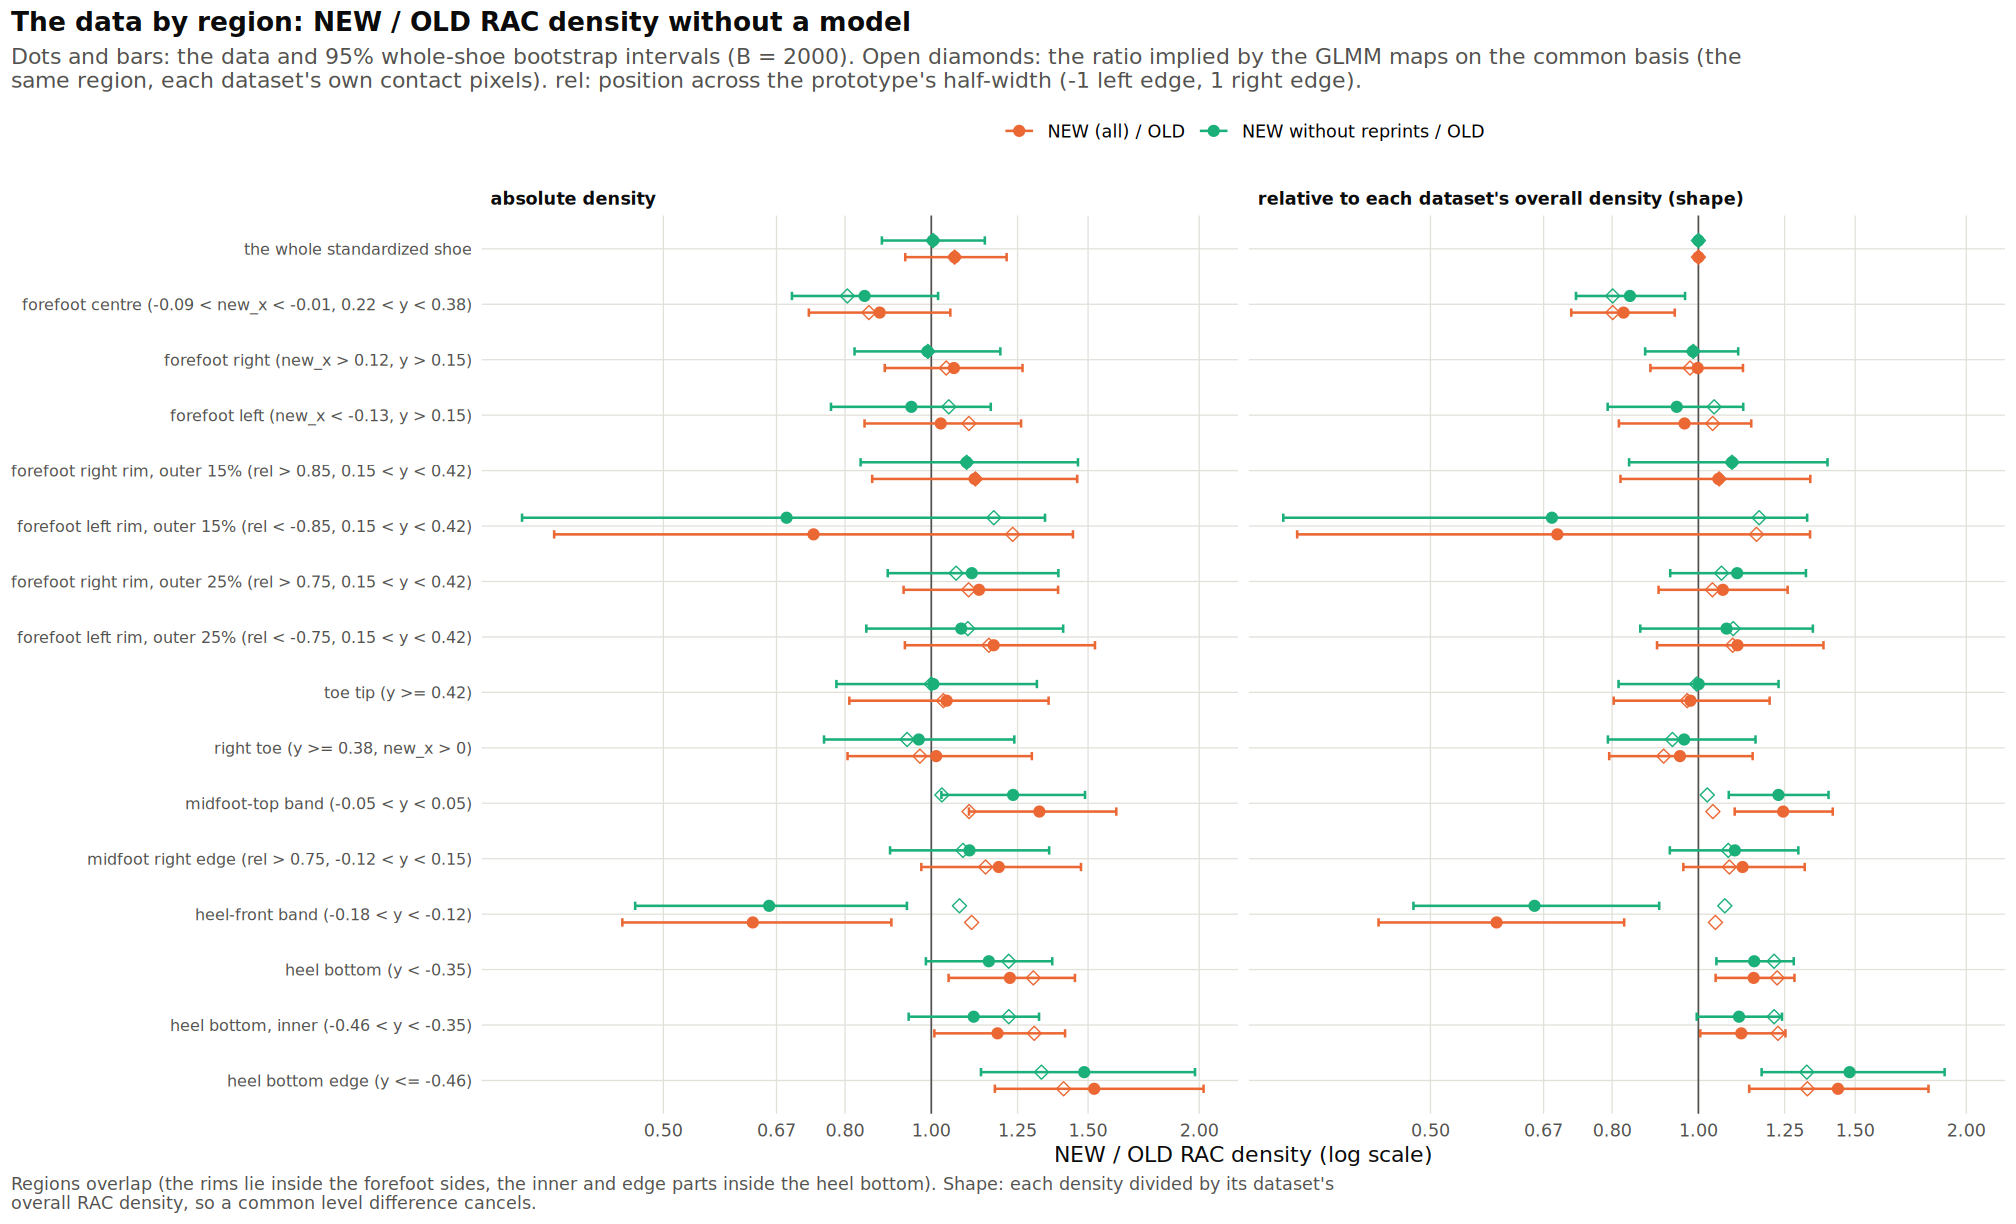 The data by region: NEW / OLD RAC density without a model
Dots and bars: the data and 95% whole-shoe bootstrap intervals (B = 2000). Open diamonds: the ratio implied by the GLMM maps on the common basis (the
same region, each dataset's own contact pixels). rel: position across the prototype's half-width (-1 left edge, 1 right edge).
NEW (all) / OLD
NEW without reprints / OLD
absolute density
relative to each dataset's overall density (shape)
the whole standardized shoe
forefoot centre (-0.09 < new_x < -0.01, 0.22 < y < 0.38)
forefoot right (new_x > 0.12, y > 0.15)
forefoot left (new_x < -0.13, y > 0.15)
forefoot right rim, outer 15% (rel > 0.85, 0.15 < y < 0.42)
forefoot left rim, outer 15% (rel < -0.85, 0.15 < y < 0.42)
forefoot right rim, outer 25% (rel > 0.75, 0.15 < y < 0.42)
forefoot left rim, outer 25% (rel < -0.75, 0.15 < y < 0.42)
toe tip (y >= 0.42)
right toe (y >= 0.38, new_x > 0)
midfoot-top band (-0.05 < y < 0.05)
midfoot right edge (rel > 0.75, -0.12 < y < 0.15)
heel-front band (-0.18 < y < -0.12)
heel bottom (y < -0.35)
heel bottom, inner (-0.46 < y < -0.35)
heel bottom edge (y <= -0.46)
0.50 0.67 0.80 1.00 1.25 1.50 2.00
0.50 0.67 0.80 1.00 1.25 1.50 2.00
NEW / OLD RAC density (log scale)
Regions overlap (the rims lie inside the forefoot sides, the inner and edge parts inside the heel bottom). Shape: each density divided by its dataset's
overall RAC density, so a common level difference cancels.